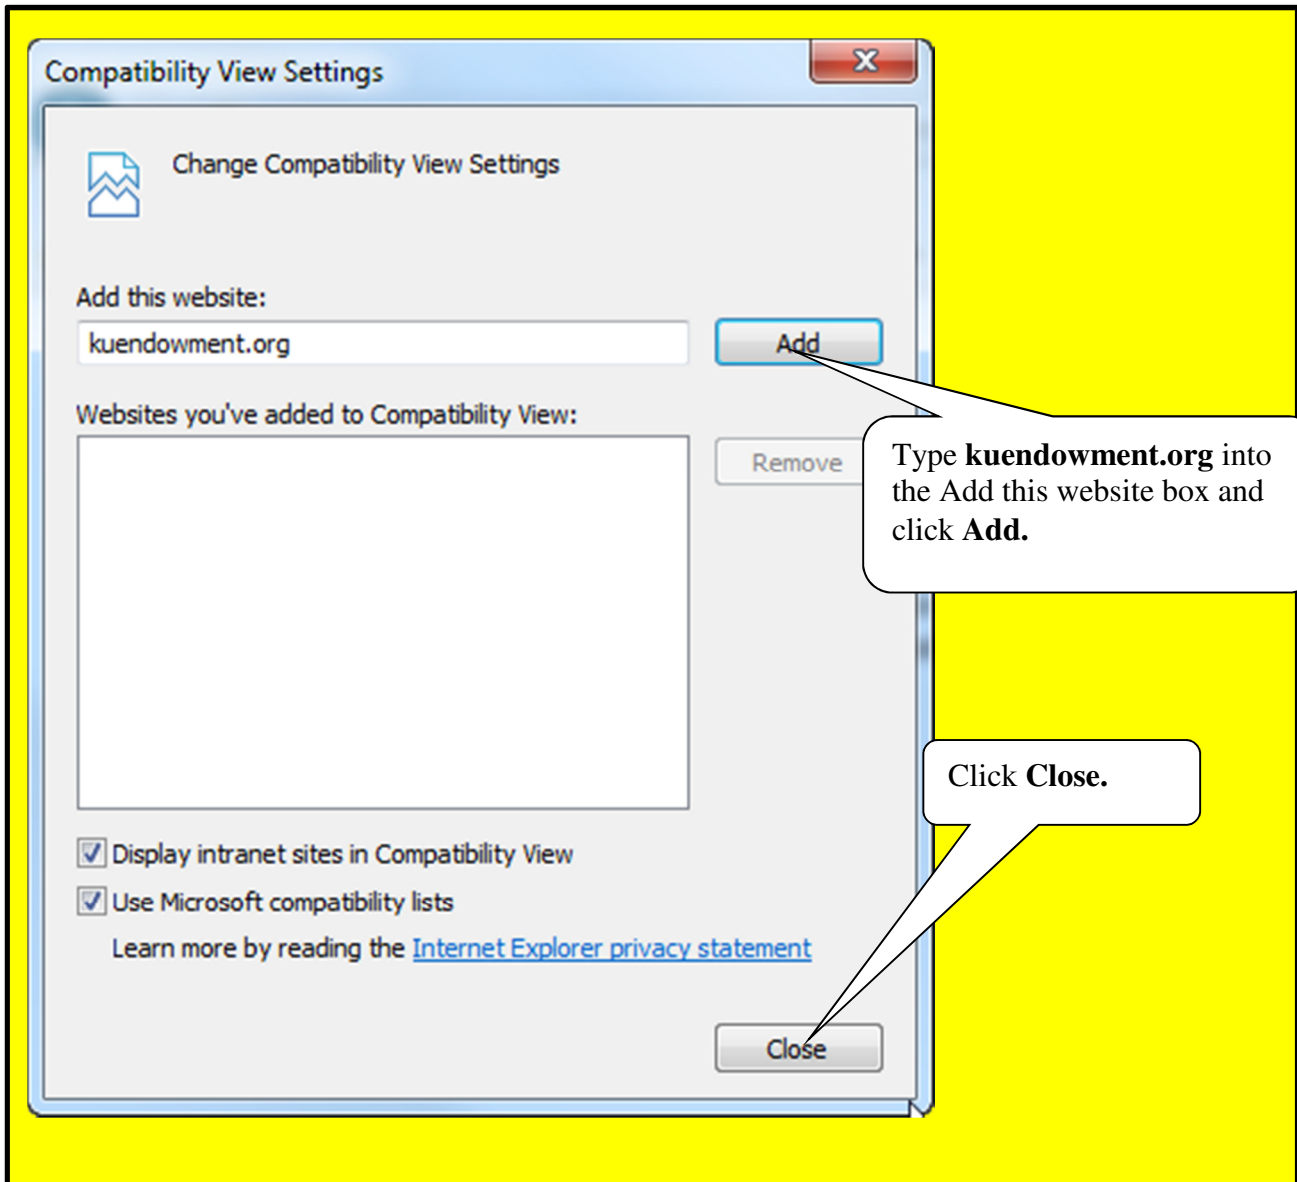 Compatibility View Settings
Change Compatibility View Settings
Add this website:
kuendowment.org
Add
Websites you've added to Compatibility View:
Remove
Type kuendowment.org into
the Add this website box and
click Add.
Click Close.
Display intranet sites in Compatibility View
Use Microsoft compatibility lists
Learn more by reading the Internet Explorer privacy statement
Close